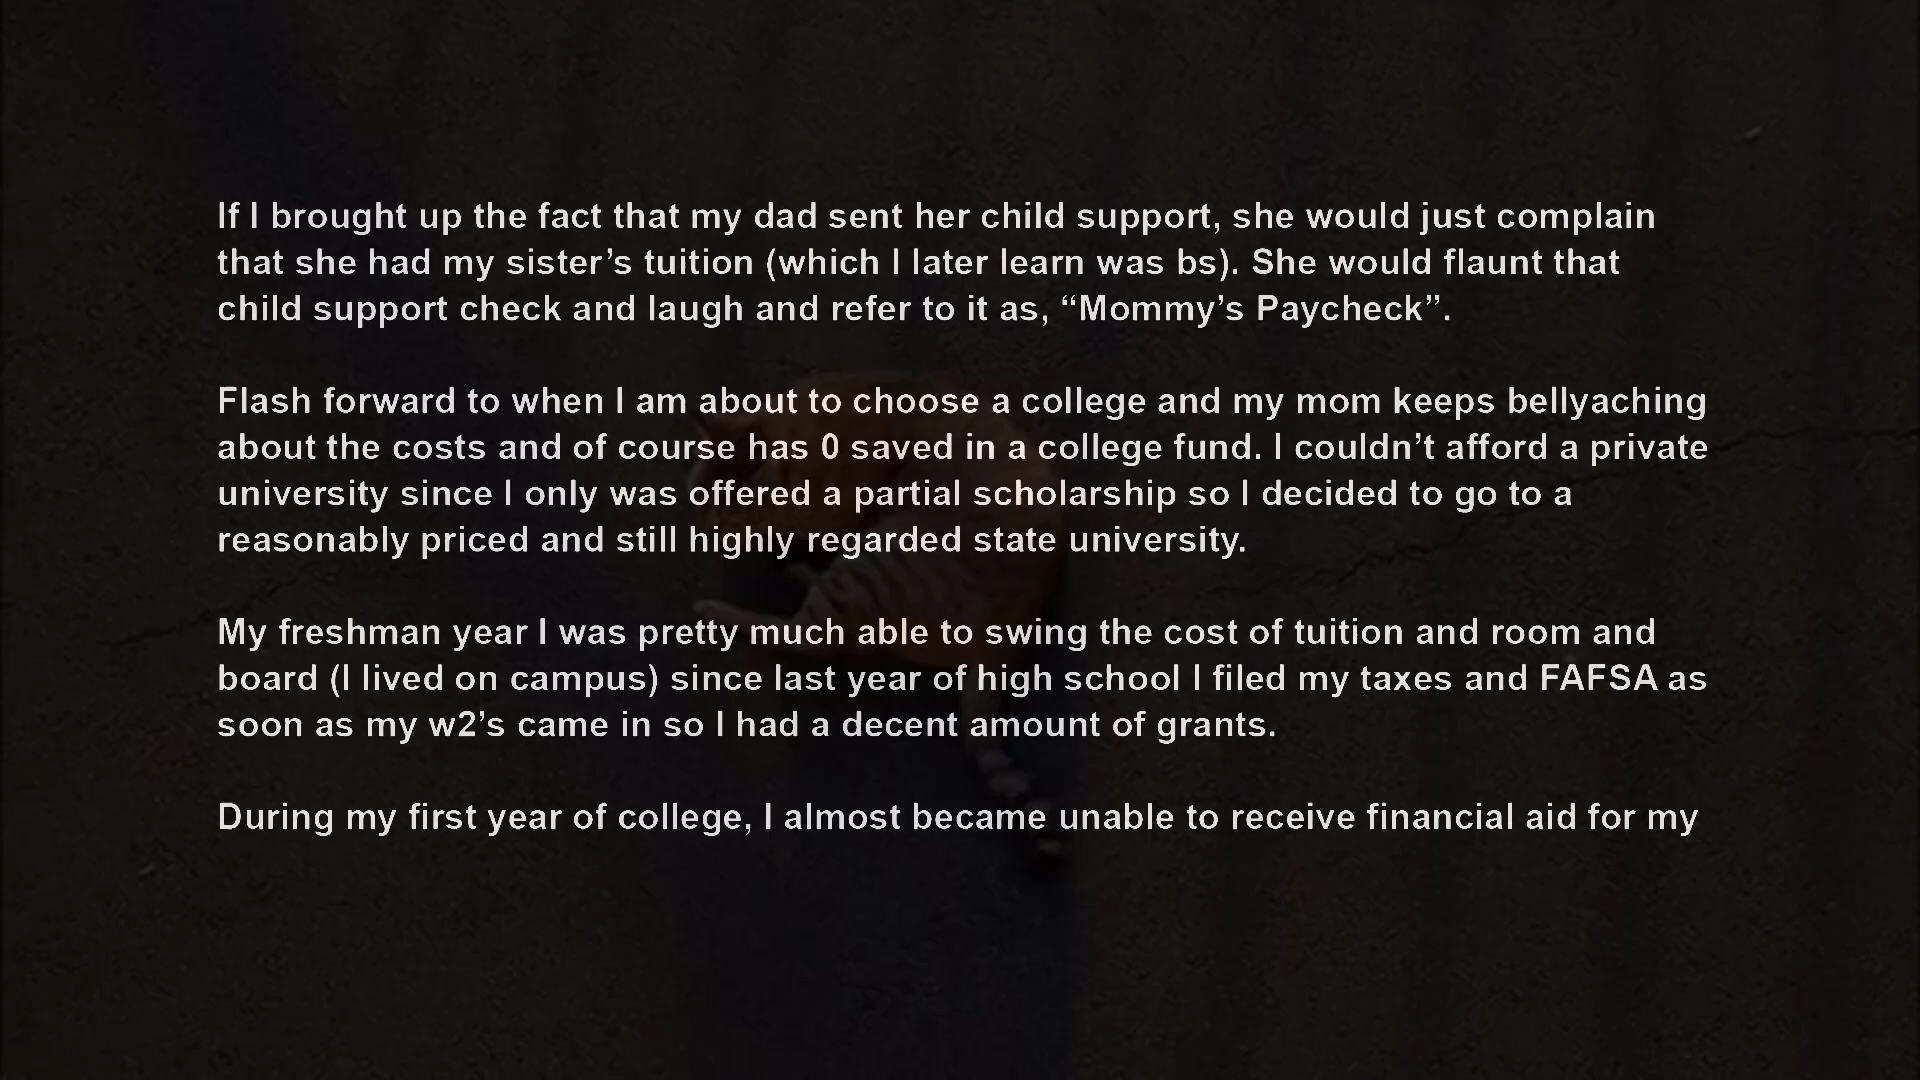 If I brought up the fact that my dad sent her child support, she would just complain
that she had my sister’s tuition (which I later learn was bs). She would flaunt that
child support check and laugh and refer to it as, “Mommy’s Paycheck”.
Flash forward to when I am about to choose a college and my mom keeps bellyaching
about the costs and of course has 0 saved in a college fund. I couldn’t afford a private
university since I only was offered a partial scholarship so I decided to go to a
reasonably priced and still highly regarded state university.
My freshman year I was pretty much able to swing the cost of tuition and room and
board (I lived on campus) since last year of high school I filed my taxes and FAFSA as
soon as my w2’s came in so I had a decent amount of grants.
During my first year of college, I almost became unable to receive financial aid for my